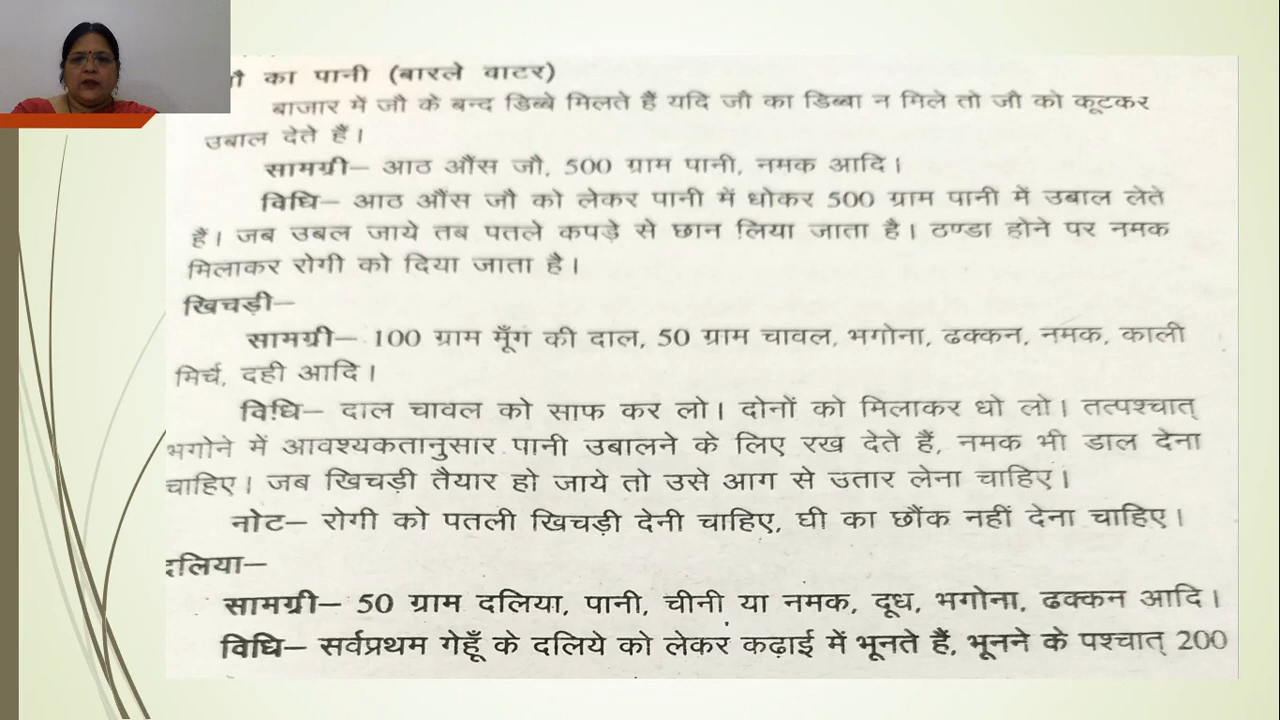 का पानी (बारले वाटर)
बाजार में जौ के बन्द डिब्बे मिलते हैं यदि जौ का डिब्बा न मिले तो जौ को कूटकर
उबाल देते हैं।
सामग्री– आठ औंस जौ, 500 ग्राम पानी, नमक आदि।
विधि– आठ औंस जौ को लेकर पानी में धोकर 500 ग्राम पानी में उबाल लेते
हैं। जब उबल जाये तब पतले कपड़े से छान लिया जाता है। ठण्डा होने पर नमक
मिलाकर रोगी को दिया जाता है।
खिचड़ी–
सामग्री– 100 ग्राम मूँग की दाल, 50 ग्राम चावल, भगोना, ढक्कन, नमक, काली
मिर्च, दही आदि।
विधि– दाल चावल को साफ कर लो। दोनों को मिलाकर धो लो। तत्पश्चात्
भगोने में आवश्यकतानुसार पानी उबालने के लिए रख देते हैं, नमक भी डाल देना
चाहिए। जब खिचड़ी तैयार हो जाये तो उसे आग से उतार लेना चाहिए।
नोट– रोगी को पतली खिचड़ी देनी चाहिए, घी का छौंक नहीं देना चाहिए।
दलिया–
सामग्री– 50 ग्राम दलिया, पानी, चीनी या नमक, दूध, भगोना, ढक्कन आदि।
विधि– सर्वप्रथम गेहूँ के दलिये को लेकर कढ़ाई में भूनते हैं, भूनने के पश्चात् 200